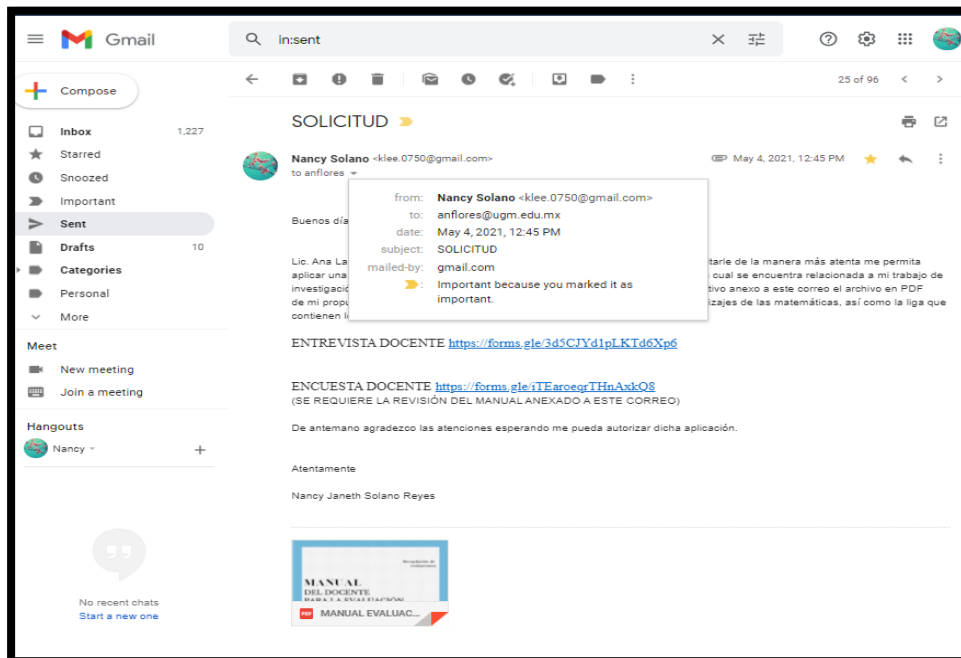 Gmail
in:sent
Compose
25 of 96
Inbox 1,227
Starred
Snoozed
Important
Sent
Drafts 10
Categories
Personal
More
Meet
New meeting
Join a meeting
Hangouts
Nancy
No recent chats
Start a new one
SOLICITUD
Nancy Solano <klee.0750@gmail.com> May 4, 2021, 12:45 PM
to anflores
from: Nancy Solano <klee.0750@gmail.com>
to: anflores@ugm.edu.mx
date: May 4, 2021, 12:45 PM
subject: SOLICITUD
mailed-by: gmail.com
: Important because you marked it as
important.
Buenos día
Lic. Ana La tarle de la manera más atenta me permita
aplicar una cual se encuentra relacionada a mi trabajo de
investigació tivo anexo a este correo el archivo en PDF
de mi propu izajes de las matemáticas, así como la liga que
contienen l
ENTREVISTA DOCENTE https://forms.gle/3d5CJYd1pLKTd6Xp6
ENCUESTA DOCENTE https://forms.gle/iTEaroeqrTHnAxkQ8
(SE REQUIERE LA REVISIÓN DEL MANUAL ANEXADO A ESTE CORREO)
De antemano agradezco las atenciones esperando me pueda autorizar dicha aplicación.
Atentamente
Nancy Janeth Solano Reyes
MANUAL
DEL DOCENTE
PARA LA EVALUACIÓN
PDF MANUAL EVALUAC...